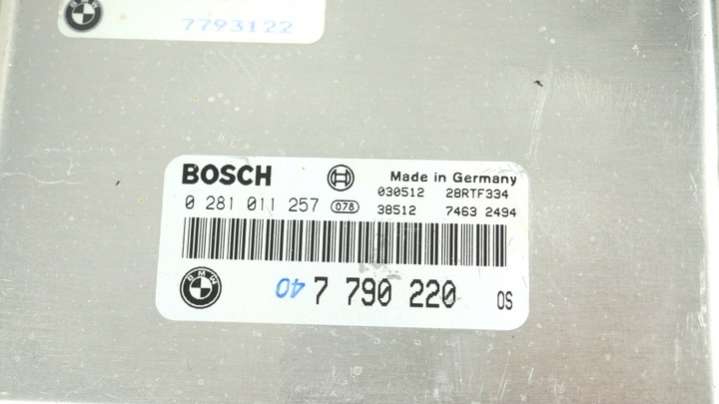 7793122
BOSCH
Made in Germany
030512 28RTF334
0 281 011 257 078 38512 7463 2494
BMW
04 7 790 220 OS